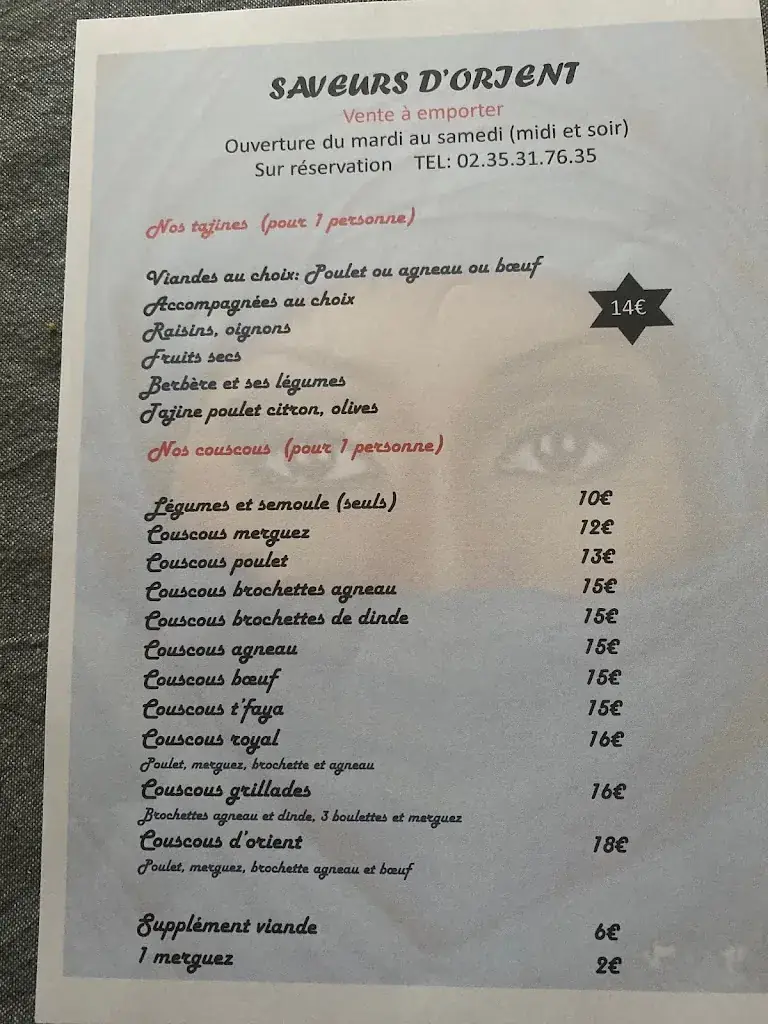 SAVEURS D'ORIENT
Vente à emporter
Ouverture du mardi au samedi (midi et soir)
Sur réservation TEL: 02.35.31.76.35
Nos tajines (pour 1 personne)
Viandes au choix: Poulet ou agneau ou bœuf
Accompagnées au choix
14€
Raisins, oignons
Fruits secs
Berbère et ses légumes
Tajine poulet citron, olives
Nos couscous (pour 1 personne)
Légumes et semoule (seuls) 10€
Couscous merguez 12€
Couscous poulet 13€
Couscous brochettes agneau 15€
Couscous brochettes de dinde 15€
Couscous agneau 15€
Couscous bœuf 15€
Couscous t'faya 15€
Couscous royal 16€
Poulet, merguez, brochette et agneau
Couscous grillades 16€
Brochettes agneau et dinde, 3 boulettes et merguez
Couscous d'orient 18€
Poulet, merguez, brochette agneau et bœuf
Supplément viande 6€
1 merguez 2€